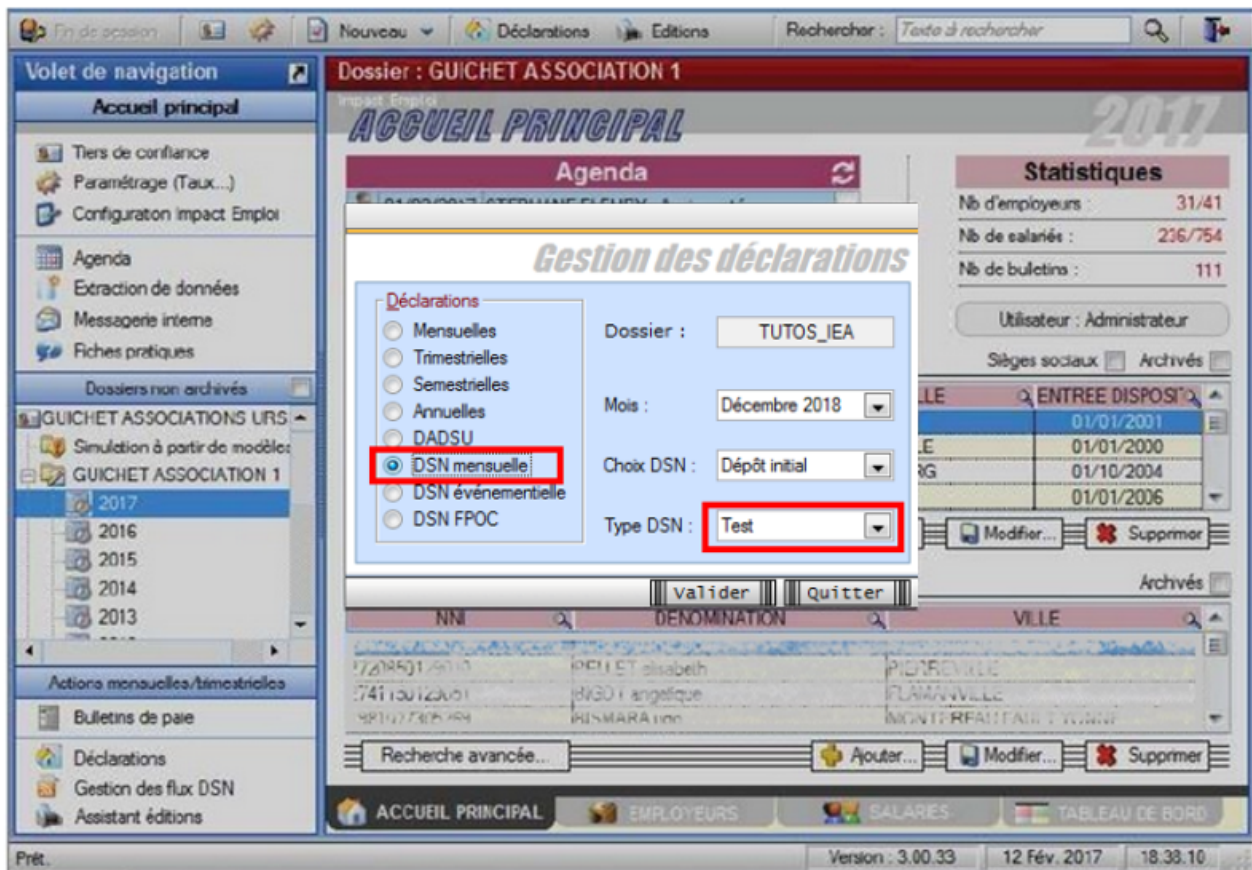 Fin de session
Nouveau
Déclarations
Editions
Rechercher :
Texte à rechercher
Volet de navigation
Accueil principal
Tiers de confiance
Paramétrage (Taux...)
Configuration Impact Emploi
Agenda
Extraction de données
Messagerie interne
Fiches pratiques
Dossiers non archivés
GUICHET ASSOCIATIONS URS
Simulation à partir de modèles
GUICHET ASSOCIATION 1
2017
2016
2015
2014
2013
Actions mensuelles/trimestrielles
Bulletins de paie
Déclarations
Gestion des flux DSN
Assistant éditions
Dossier : GUICHET ASSOCIATION 1
Impact Emploi
ACCUEIL PRINCIPAL
2017
Agenda
Statistiques
Nb d'employeurs : 31/41
Nb de salariés : 236/754
Nb de bulletins : 111
Utilisateur : Administrateur
Sièges sociaux Archivés
LLE ENTREE DISPOSIT
01/01/2001
LE 01/01/2000
RG 01/10/2004
01/01/2006
Modifier... Supprimer
Archivés
Gestion des déclarations
Déclarations
Mensuelles
Trimestrielles
Semestrielles
Annuelles
DADSU
DSN mensuelle
DSN événementielle
DSN FPOC
Dossier : TUTOS_IEA
Mois : Décembre 2018
Choix DSN : Dépôt initial
Type DSN : Test
Valider Quitter
NNI DENOMINATION VILLE
Recherche avancée... Ajouter... Modifier... Supprimer
ACCUEIL PRINCIPAL EMPLOYEURS SALARIES TABLEAU DE BORD
Prêt. Version : 3.00.33 12 Fév. 2017 18:38:10